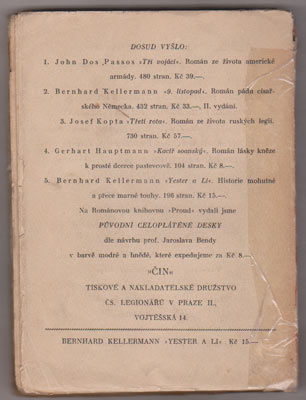 DOSUD VYŠLO:
1. John Dos Passos »Tři vojáci«. Román ze života americké
armády. 480 stran. Kč 39.—.
2. Bernhard Kellermann »9. listopad«. Román pádu císař-
ského Německa. 432 stran. Kč 33.—, II. vydání.
3. Josef Kopta »Třetí rota«. Román ze života ruských legií.
730 stran. Kč 57.—.
4. Gerhart Hauptmann »Kacíř soanský«. Román lásky kněze
k prosté dcerce pastevcově. 104 stran. Kč 8.—.
5. Bernhard Kellermann »Yester a Li«. Historie mohutné
a přece marné touhy. 196 stran. Kč 15.—.
Na Románovou knihovnu »Proud« vydali jsme
PŮVODNÍ CELOPLÁTĚNÉ DESKY
dle návrhu prof. Jaroslava Bendy
v barvě modré a hnědé, které expedujeme za Kč 8.—
»ČIN«
TISKOVÉ A NAKLADATELSKÉ DRUŽSTVO
ČS. LEGIONÁŘŮ V PRAZE II.,
VOJTĚŠSKÁ 14.
BERNHARD KELLERMANN »YESTER A LI« Kč 15.—